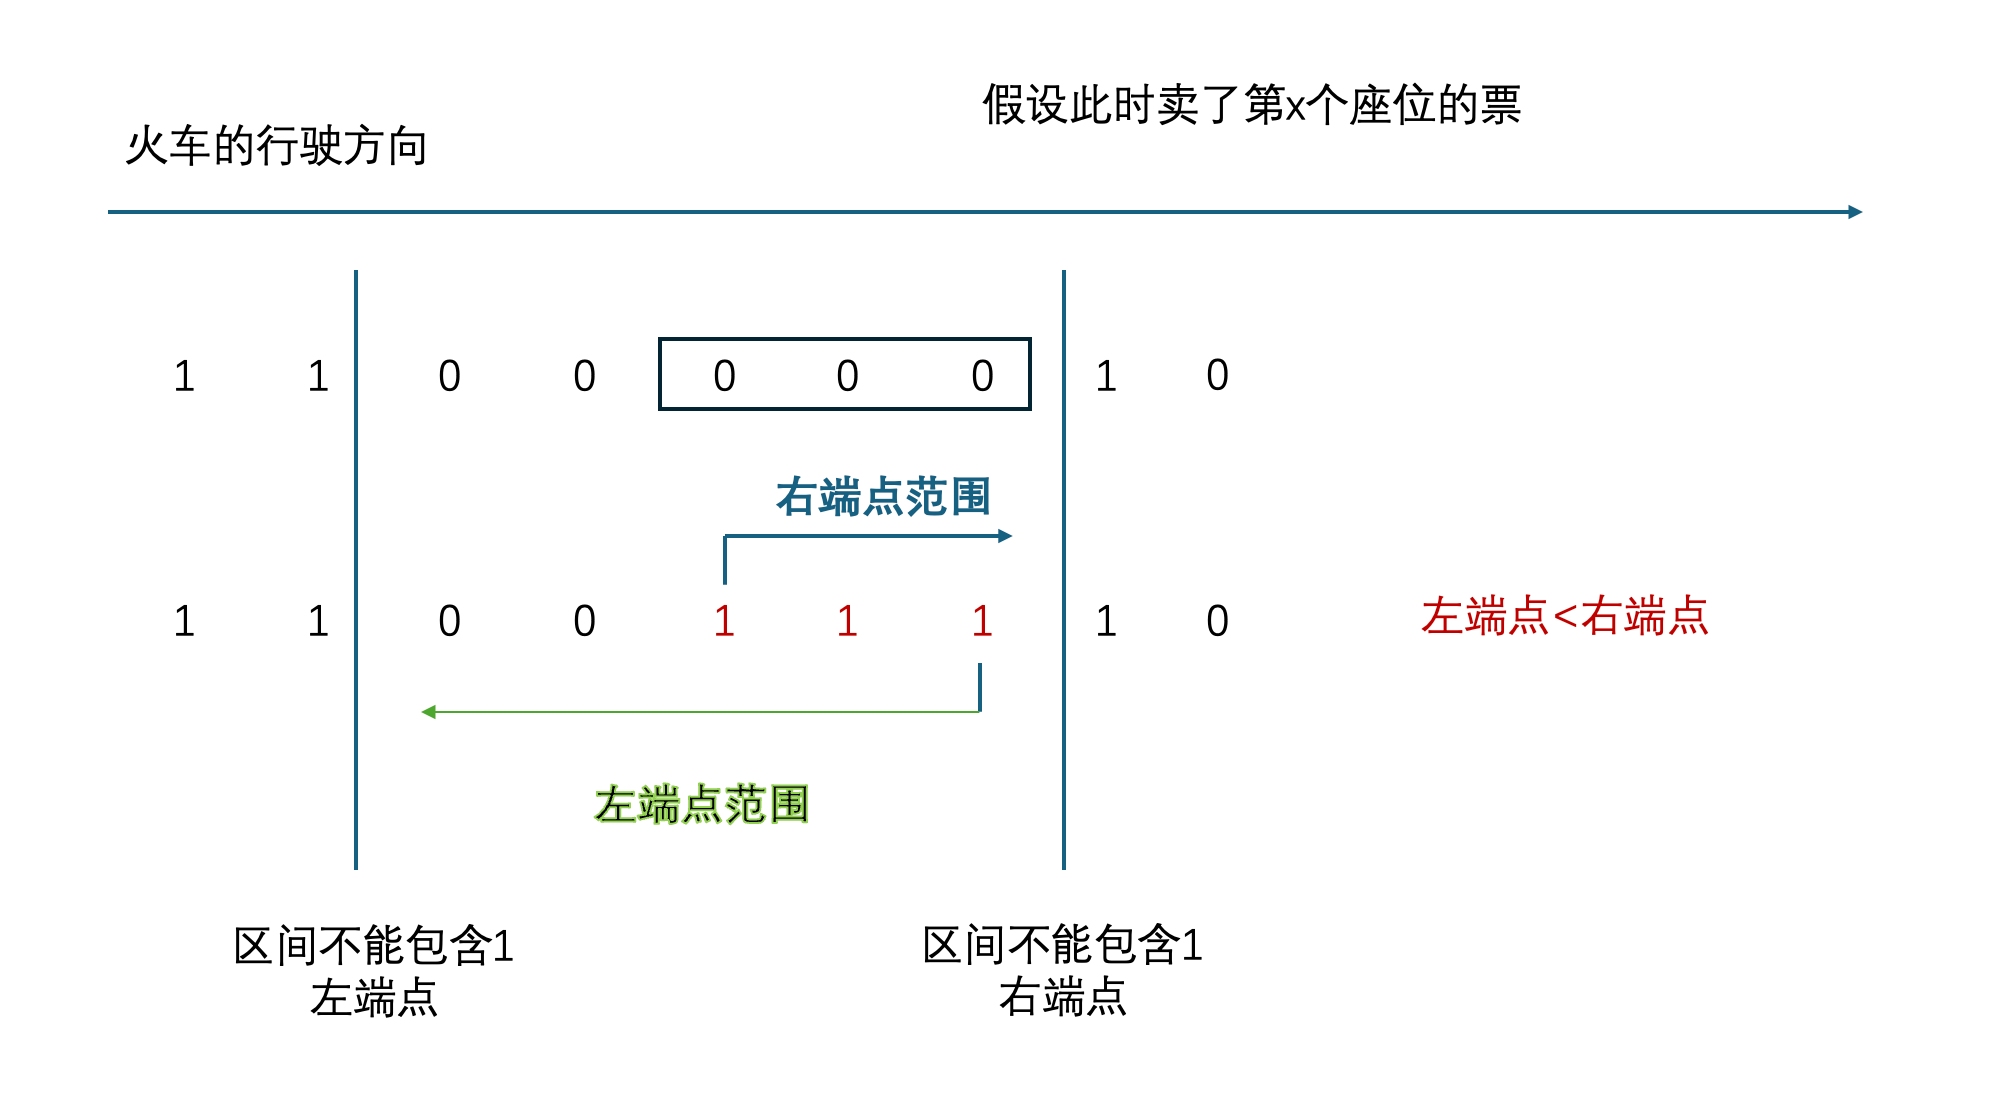 假设此时卖了第x个座位的票
火车的行驶方向
1 1 0 0 0 0 0 1 0
右端点范围
1 1 0 0 1 1 1 1 0 左端点<右端点
左端点范围
区间不能包含1 区间不能包含1
左端点 右端点